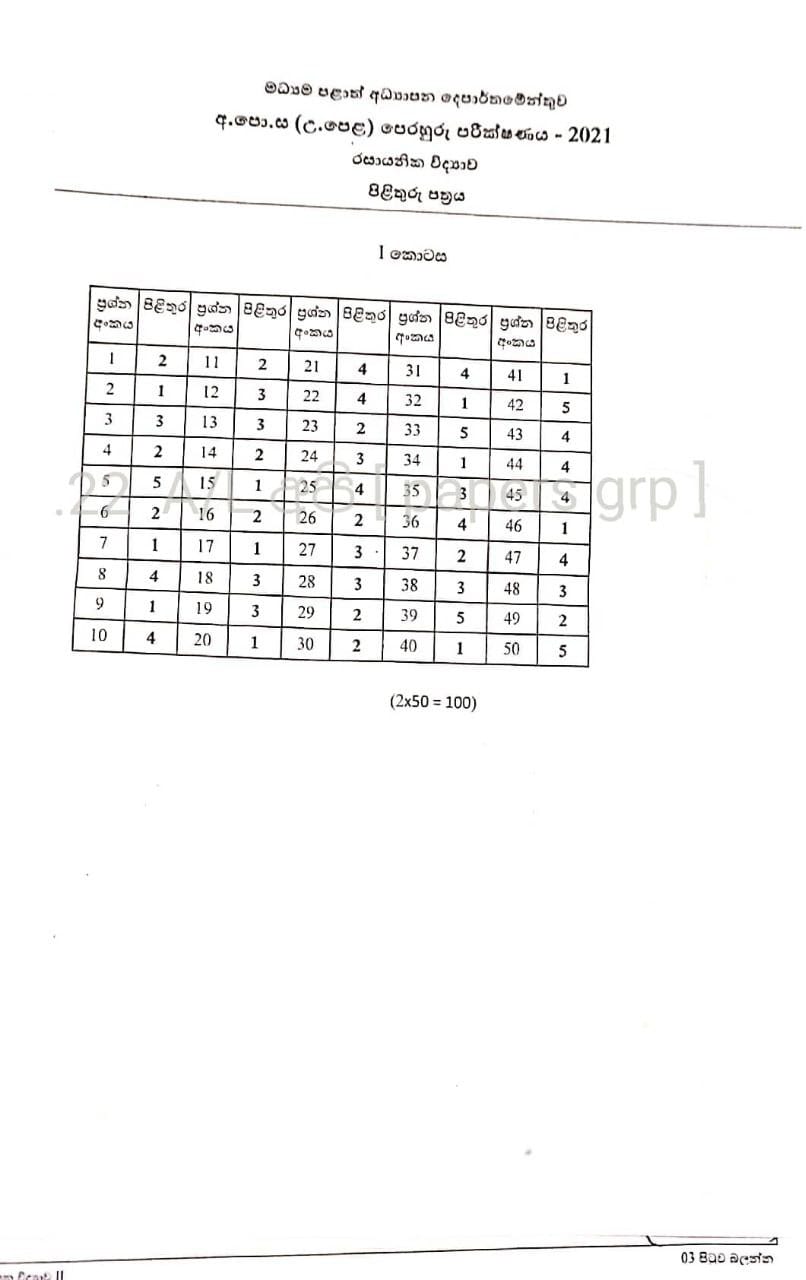 මධ්‍යම පළාත් අධ්‍යාපන දෙපාර්තමේන්තුව
අ.පො.ස (උ.පෙළ) පෙරහුරු පරීක්ෂණය - 2021
රසායනික විද්‍යාව
පිළිතුරු පත්‍රය
I කොටස
ප්‍රශ්න අංකය පිළිතුර ප්‍රශ්න අංකය පිළිතුර ප්‍රශ්න අංකය පිළිතුර ප්‍රශ්න අංකය පිළිතුර ප්‍රශ්න අංකය පිළිතුර
1 2 11 2 21 4 31 4 41 1
2 1 12 3 22 4 32 1 42 5
3 3 13 3 23 2 33 5 43 4
4 2 14 2 24 3 34 1 44 4
5 5 15 1 25 4 35 3 45 4
.22 A/L අපි [ papers grp ]
6 2 16 2 26 2 36 4 46 1
7 1 17 1 27 3 37 2 47 4
8 4 18 3 28 3 38 3 48 3
9 1 19 3 29 2 39 5 49 2
10 4 20 1 30 2 40 1 50 5
(2x50 = 100)
03 පිටුව බලන්න
II